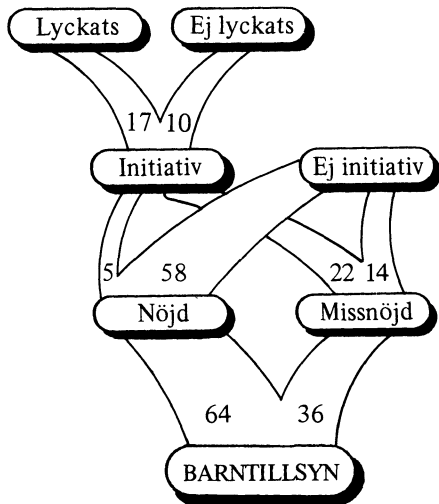 Lyckats Ej lyckats
17 10
Initiativ Ej initiativ
5 58 22 14
Nöjd Missnöjd
64 36
BARNTILLSYN